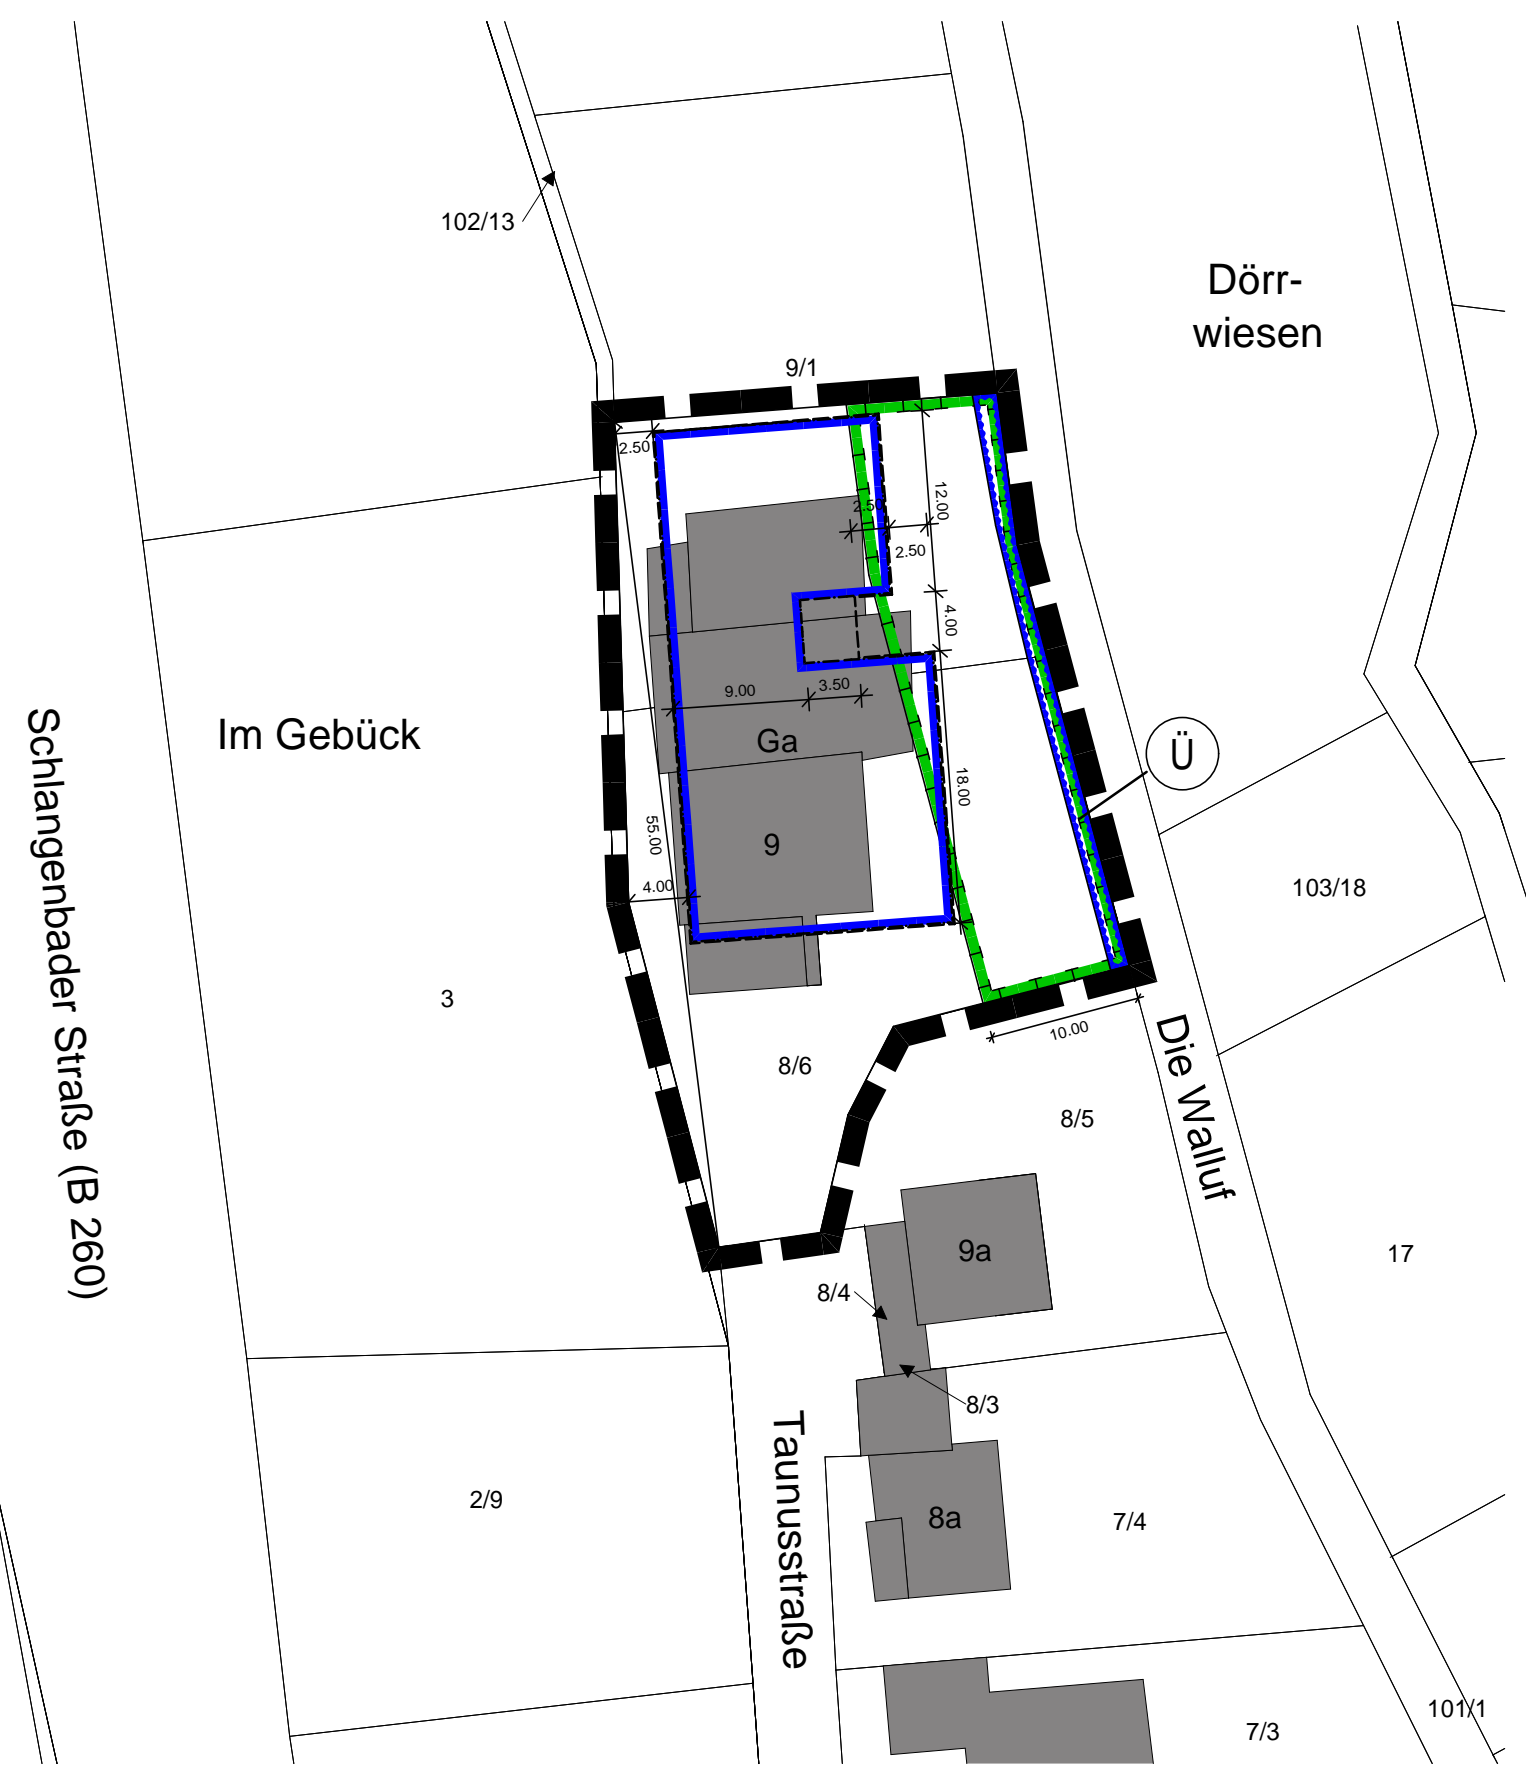 102/13
Dörr-
wiesen
9/1
2.50
12.00
2.50
2.50
4.00
9.00
3.50
Im Gebück
Ga
Ü
18.00
55.00
9
4.00
103/18
Schlangenbader Straße (B 260)
3
10.00
Die Walluf
8/6
8/5
9a
17
8/4
8/3
2/9
Taunusstraße
8a
7/4
101/1
7/3